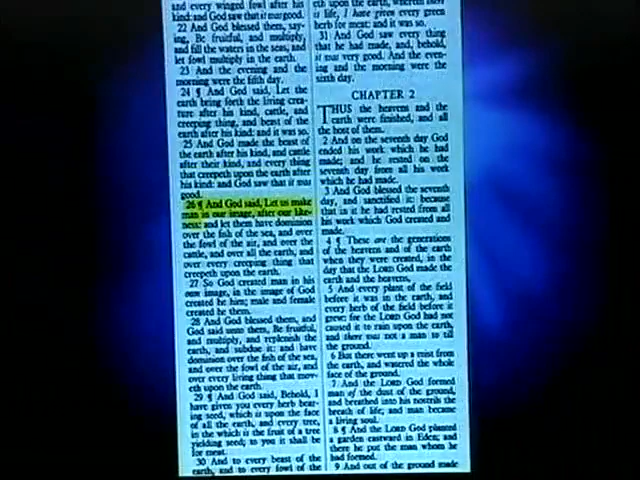 and every winged fowl after his
kind: and God saw that it was good.
22 And God blessed them, say-
ing, Be fruitful, and multiply,
and fill the waters in the seas, and
let fowl multiply in the earth.
23 And the evening and the
morning were the fifth day.
24 ¶ And God said, Let the
earth bring forth the living crea-
ture after his kind, cattle, and
creeping thing, and beast of the
earth after his kind: and it was so.
25 And God made the beast of
the earth after his kind, and cattle
after their kind, and every thing
that creepeth upon the earth after
his kind: and God saw that it was
good.
26 ¶ And God said, Let us make
man in our image, after our like-
ness: and let them have dominion
over the fish of the sea, and over
the fowl of the air, and over the
cattle, and over all the earth, and
over every creeping thing that
creepeth upon the earth.
27 So God created man in his
own image, in the image of God
created he him; male and female
created he them.
28 And God blessed them, and
God said unto them, Be fruitful,
and multiply, and replenish the
earth, and subdue it: and have
dominion over the fish of the sea,
and over the fowl of the air, and
over every living thing that mov-
eth upon the earth.
29 ¶ And God said, Behold, I
have given you every herb bear-
ing seed, which is upon the face
of all the earth, and every tree,
in the which is the fruit of a tree
yielding seed; to you it shall be
for meat.
30 And to every beast of the
earth, and to every fowl of the
eth upon the earth, wherein there
is life, I have given every green
herb for meat: and it was so.
31 And God saw every thing
that he had made, and, behold,
it was very good. And the even-
ing and the morning were the
sixth day.
CHAPTER 2
THUS the heavens and the
earth were finished, and all
the host of them.
2 And on the seventh day God
ended his work which he had
made; and he rested on the
seventh day from all his work
which he had made.
3 And God blessed the seventh
day, and sanctified it: because
that in it he had rested from all
his work which God created and
made.
4 ¶ These are the generations
of the heavens and of the earth
when they were created, in the
day that the LORD God made the
earth and the heavens,
5 And every plant of the field
before it was in the earth, and
every herb of the field before it
grew: for the LORD God had not
caused it to rain upon the earth,
and there was not a man to till
the ground.
6 But there went up a mist from
the earth, and watered the whole
face of the ground.
7 And the LORD God formed
man of the dust of the ground,
and breathed into his nostrils the
breath of life; and man became
a living soul.
8 ¶ And the LORD God planted
a garden eastward in Eden; and
there he put the man whom he
had formed.
9 And out of the ground made